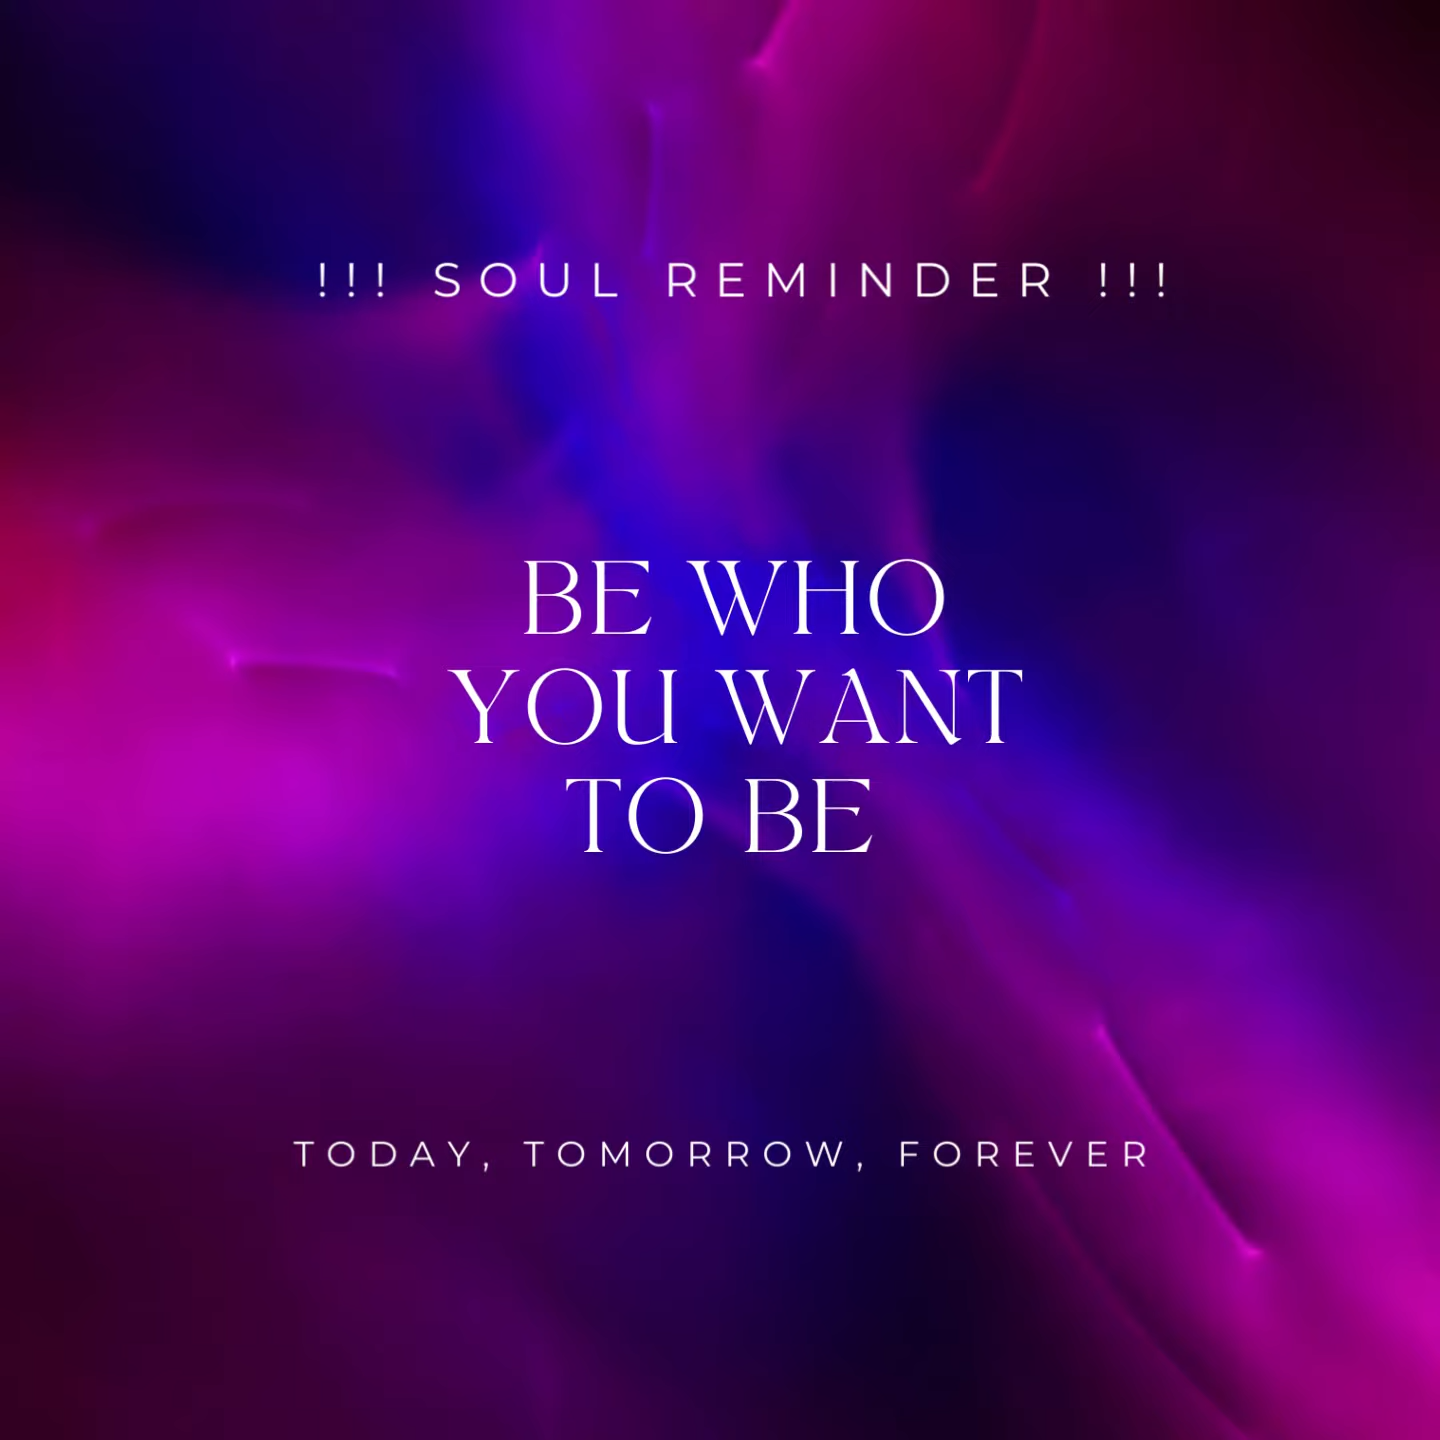 !!! SOUL REMINDER !!!
BE WHO
YOU WANT
TO BE
TODAY, TOMORROW, FOREVER